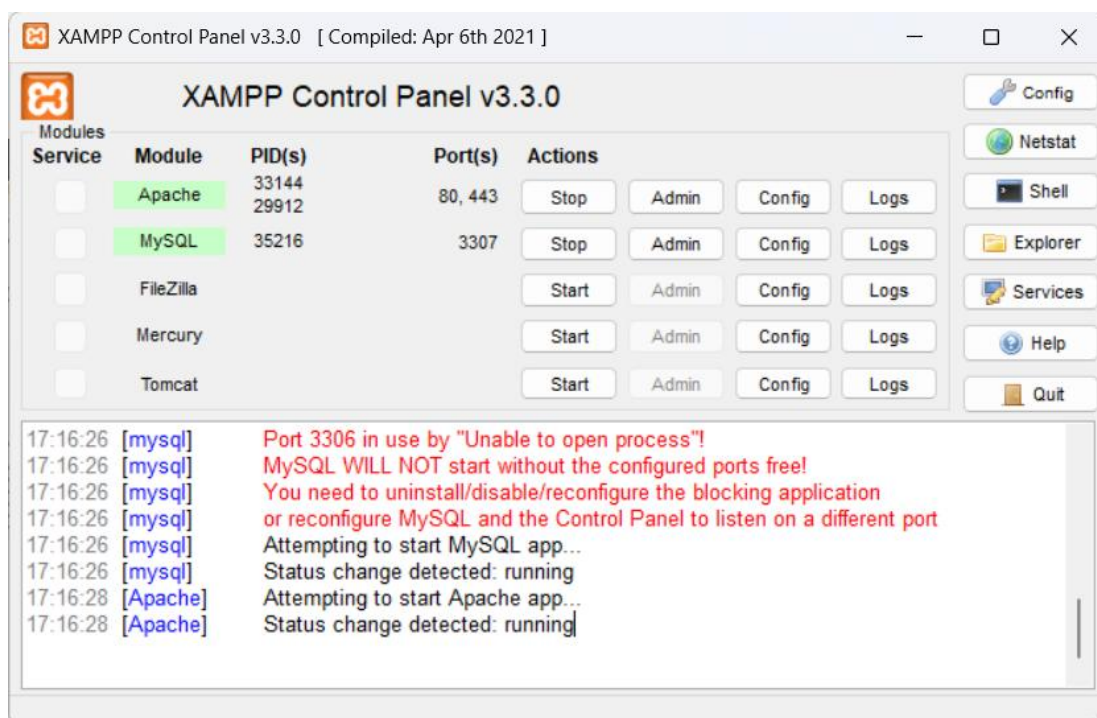 XAMPP Control Panel v3.3.0 [ Compiled: Apr 6th 2021 ]
XAMPP Control Panel v3.3.0
Config
Netstat
Shell
Explorer
Services
Help
Quit
Modules
Service Module PID(s) Port(s) Actions
Apache 33144 29912 80, 443 Stop Admin Config Logs
MySQL 35216 3307 Stop Admin Config Logs
FileZilla Start Admin Config Logs
Mercury Start Admin Config Logs
Tomcat Start Admin Config Logs
17:16:26 [mysql] Port 3306 in use by "Unable to open process"!
17:16:26 [mysql] MySQL WILL NOT start without the configured ports free!
17:16:26 [mysql] You need to uninstall/disable/reconfigure the blocking application
17:16:26 [mysql] or reconfigure MySQL and the Control Panel to listen on a different port
17:16:26 [mysql] Attempting to start MySQL app...
17:16:26 [mysql] Status change detected: running
17:16:28 [Apache] Attempting to start Apache app...
17:16:28 [Apache] Status change detected: running